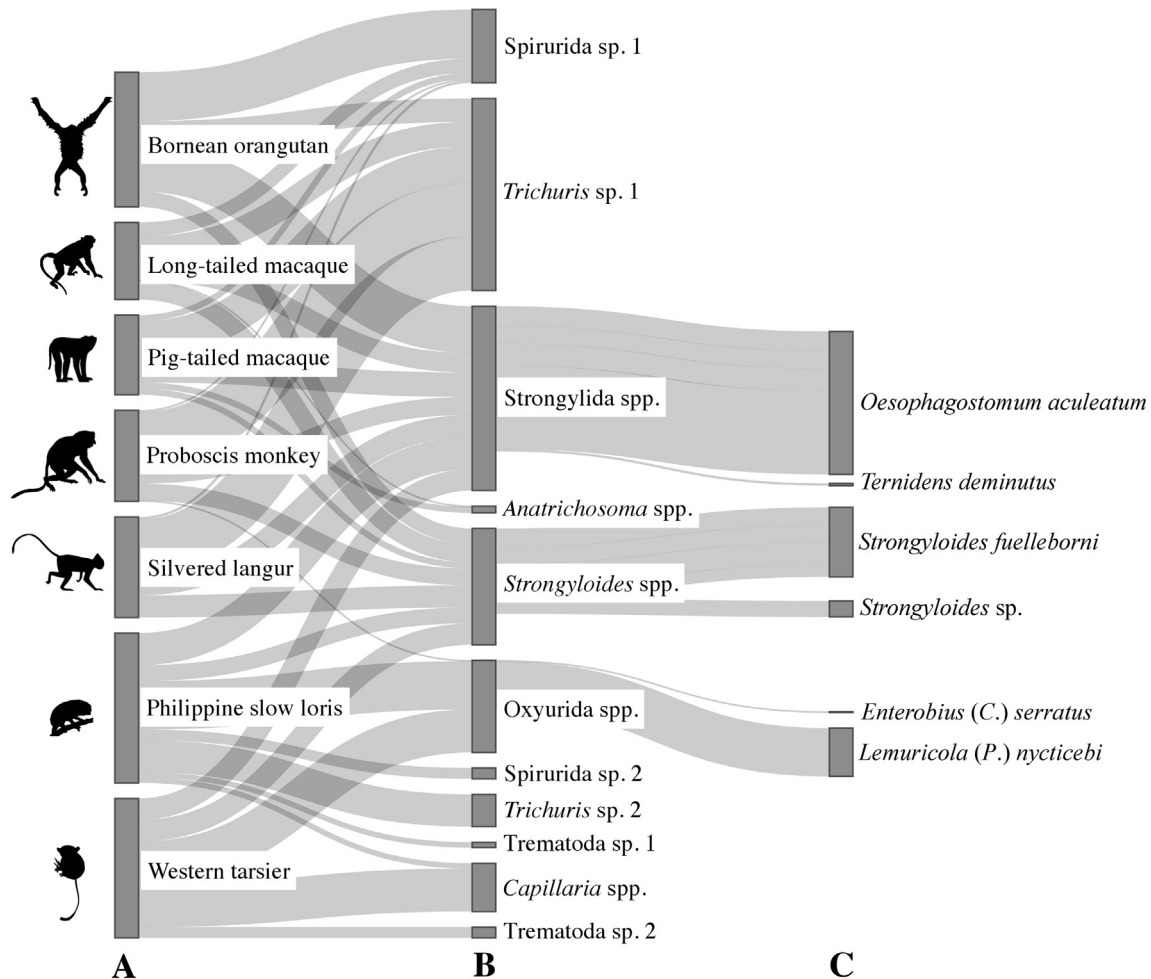 Bornean orangutan
Long-tailed macaque
Pig-tailed macaque
Proboscis monkey
Silvered langur
Philippine slow loris
Western tarsier
A
Spirurida sp. 1
Trichuris sp. 1
Strongylida spp.
Anatrichosoma spp.
Strongyloides spp.
Oxyurida spp.
Spirurida sp. 2
Trichuris sp. 2
Trematoda sp. 1
Capillaria spp.
Trematoda sp. 2
B
Oesophagostomum aculeatum
Ternidens deminutus
Strongyloides fuelleborni
Strongyloides sp.
Enterobius (C.) serratus
Lemuricola (P.) nycticebi
C